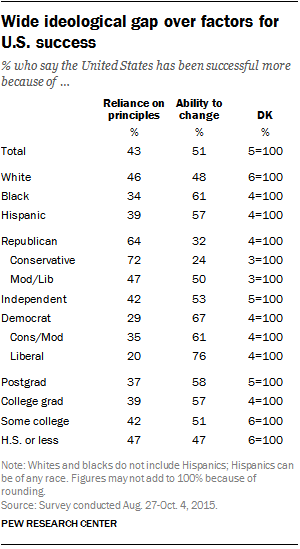 Wide ideological gap over factors for
U.S. success
% who say the United States has been successful more
because of ...
Reliance on Ability to
principles change DK
% % %
Total 43 51 5=100
White 46 48 6=100
Black 34 61 4=100
Hispanic 39 57 4=100
Republican 64 32 4=100
Conservative 72 24 3=100
Mod/Lib 47 50 3=100
Independent 42 53 5=100
Democrat 29 67 4=100
Cons/Mod 35 61 4=100
Liberal 20 76 4=100
Postgrad 37 58 5=100
College grad 39 57 4=100
Some college 42 51 6=100
H.S. or less 47 47 6=100
Note: Whites and blacks do not include Hispanics; Hispanics can
be of any race. Figures may not add to 100% because of
rounding.
Source: Survey conducted Aug. 27-Oct. 4, 2015.
PEW RESEARCH CENTER